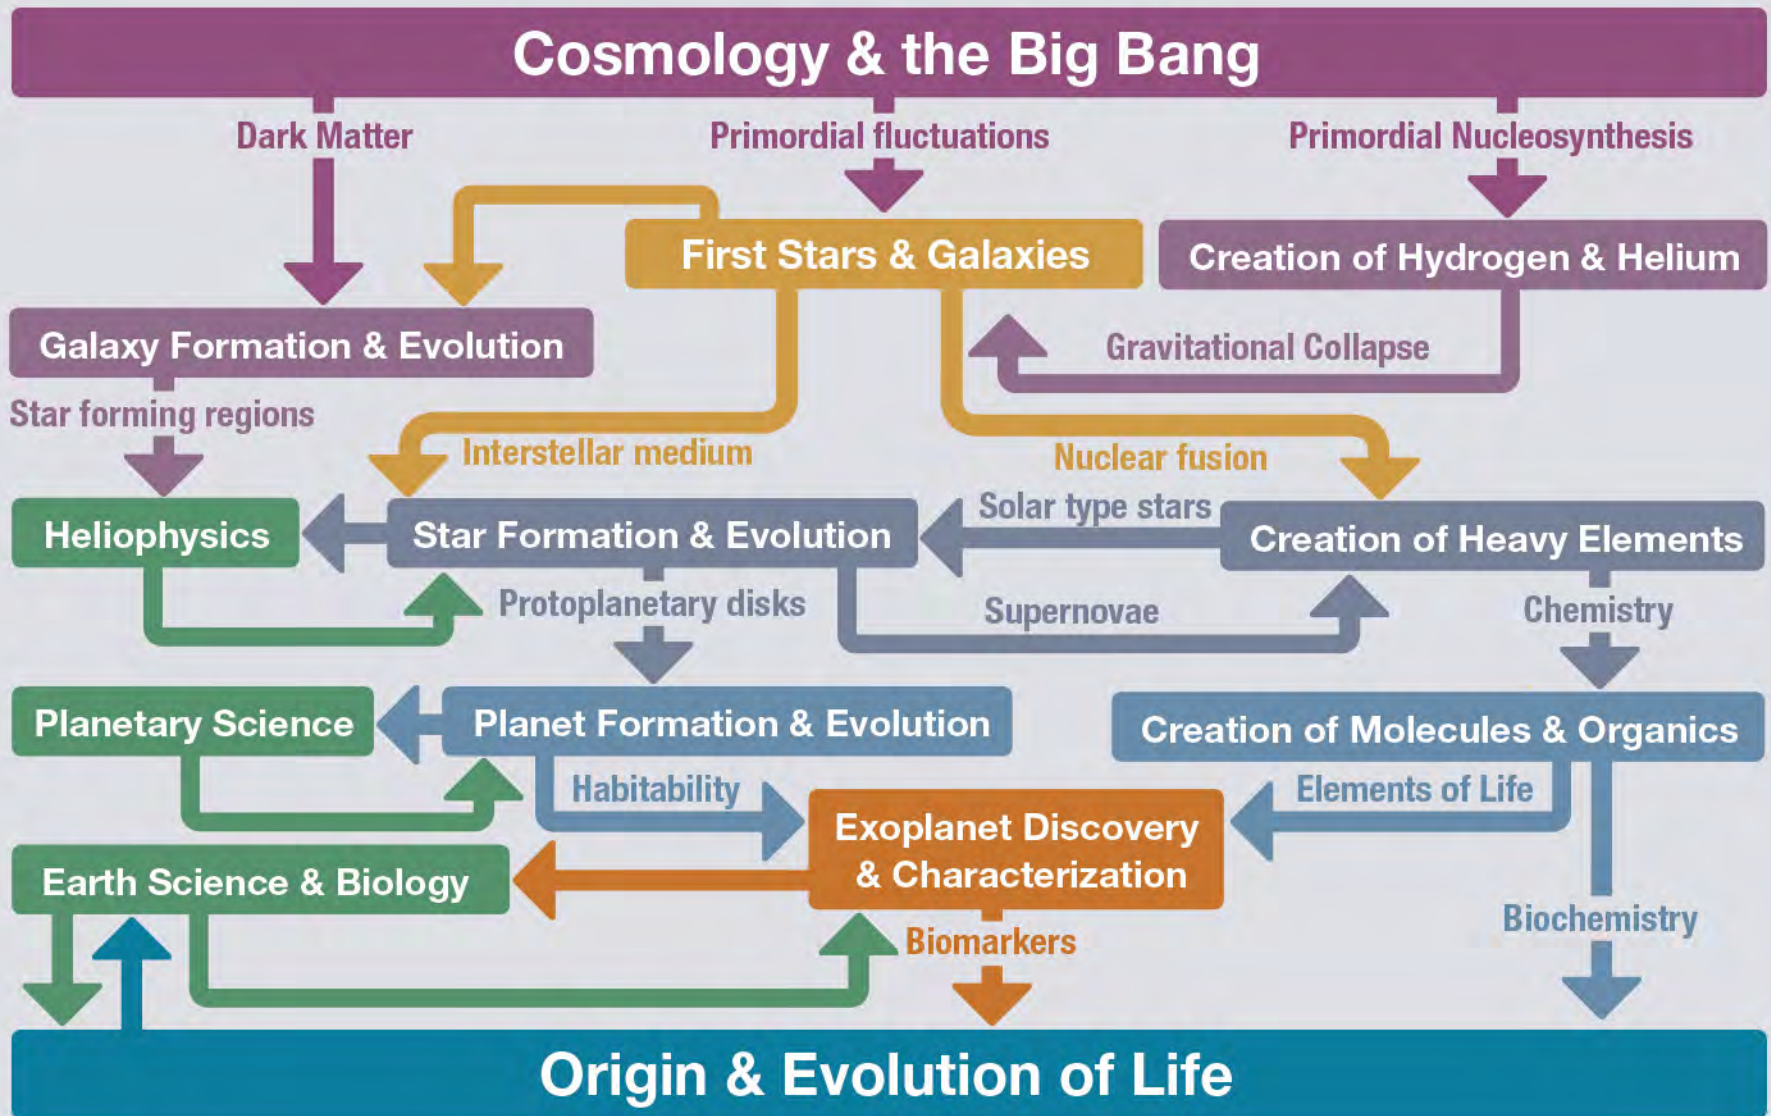 Cosmology & the Big Bang
Dark Matter
Primordial fluctuations
Primordial Nucleosynthesis
First Stars & Galaxies
Creation of Hydrogen & Helium
Galaxy Formation & Evolution
Gravitational Collapse
Star forming regions
Interstellar medium
Nuclear fusion
Solar type stars
Heliophysics
Star Formation & Evolution
Creation of Heavy Elements
Protoplanetary disks
Supernovae
Chemistry
Planetary Science
Planet Formation & Evolution
Creation of Molecules & Organics
Habitability
Elements of Life
Exoplanet Discovery
& Characterization
Earth Science & Biology
Biomarkers
Biochemistry
Origin & Evolution of Life